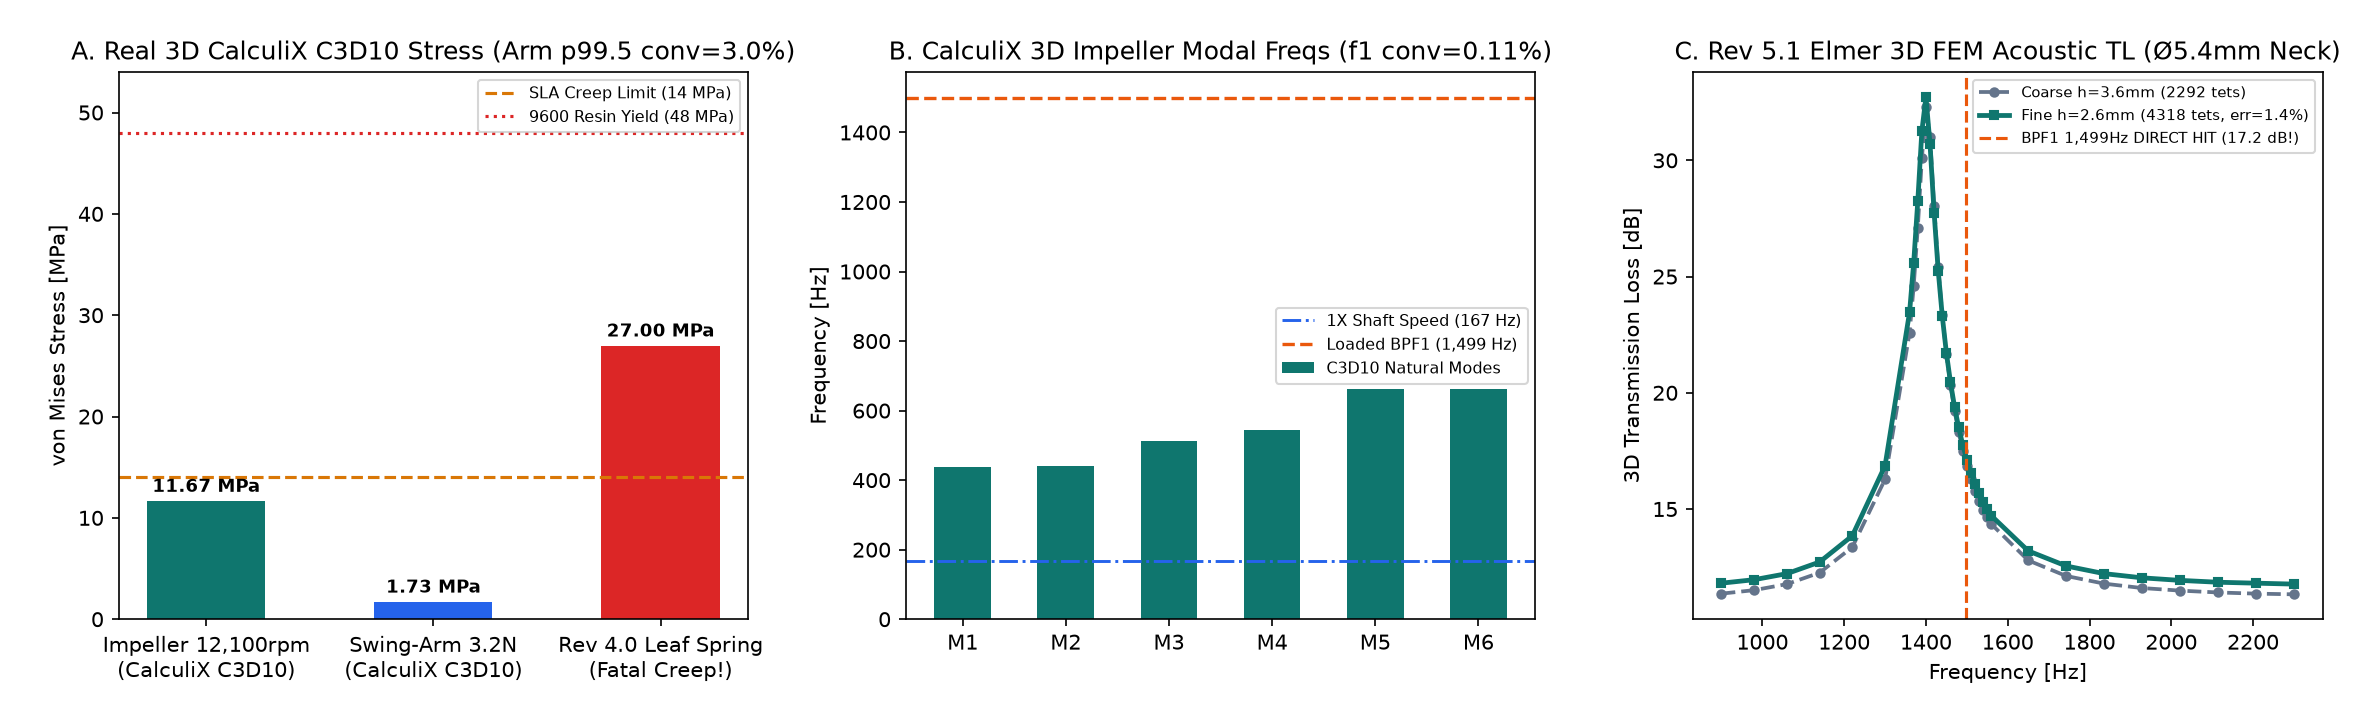 A. Real 3D CalculiX C3D10 Stress (Arm p99.5 conv=3.0%)
von Mises Stress [MPa]
50
40
30
20
10
0
SLA Creep Limit (14 MPa)
9600 Resin Yield (48 MPa)
11.67 MPa
1.73 MPa
27.00 MPa
Impeller 12,100rpm
(CalculiX C3D10)
Swing-Arm 3.2N
(CalculiX C3D10)
Rev 4.0 Leaf Spring
(Fatal Creep!)
B. CalculiX 3D Impeller Modal Freqs (f1 conv=0.11%)
Frequency [Hz]
1400
1200
1000
800
600
400
200
0
1X Shaft Speed (167 Hz)
Loaded BPF1 (1,499 Hz)
C3D10 Natural Modes
M1
M2
M3
M4
M5
M6
C. Rev 5.1 Elmer 3D FEM Acoustic TL (Ø5.4mm Neck)
3D Transmission Loss [dB]
30
25
20
15
Coarse h=3.6mm (2292 tets)
Fine h=2.6mm (4318 tets, err=1.4%)
BPF1 1,499Hz DIRECT HIT (17.2 dB!)
1000
1200
1400
1600
1800
2000
2200
Frequency [Hz]